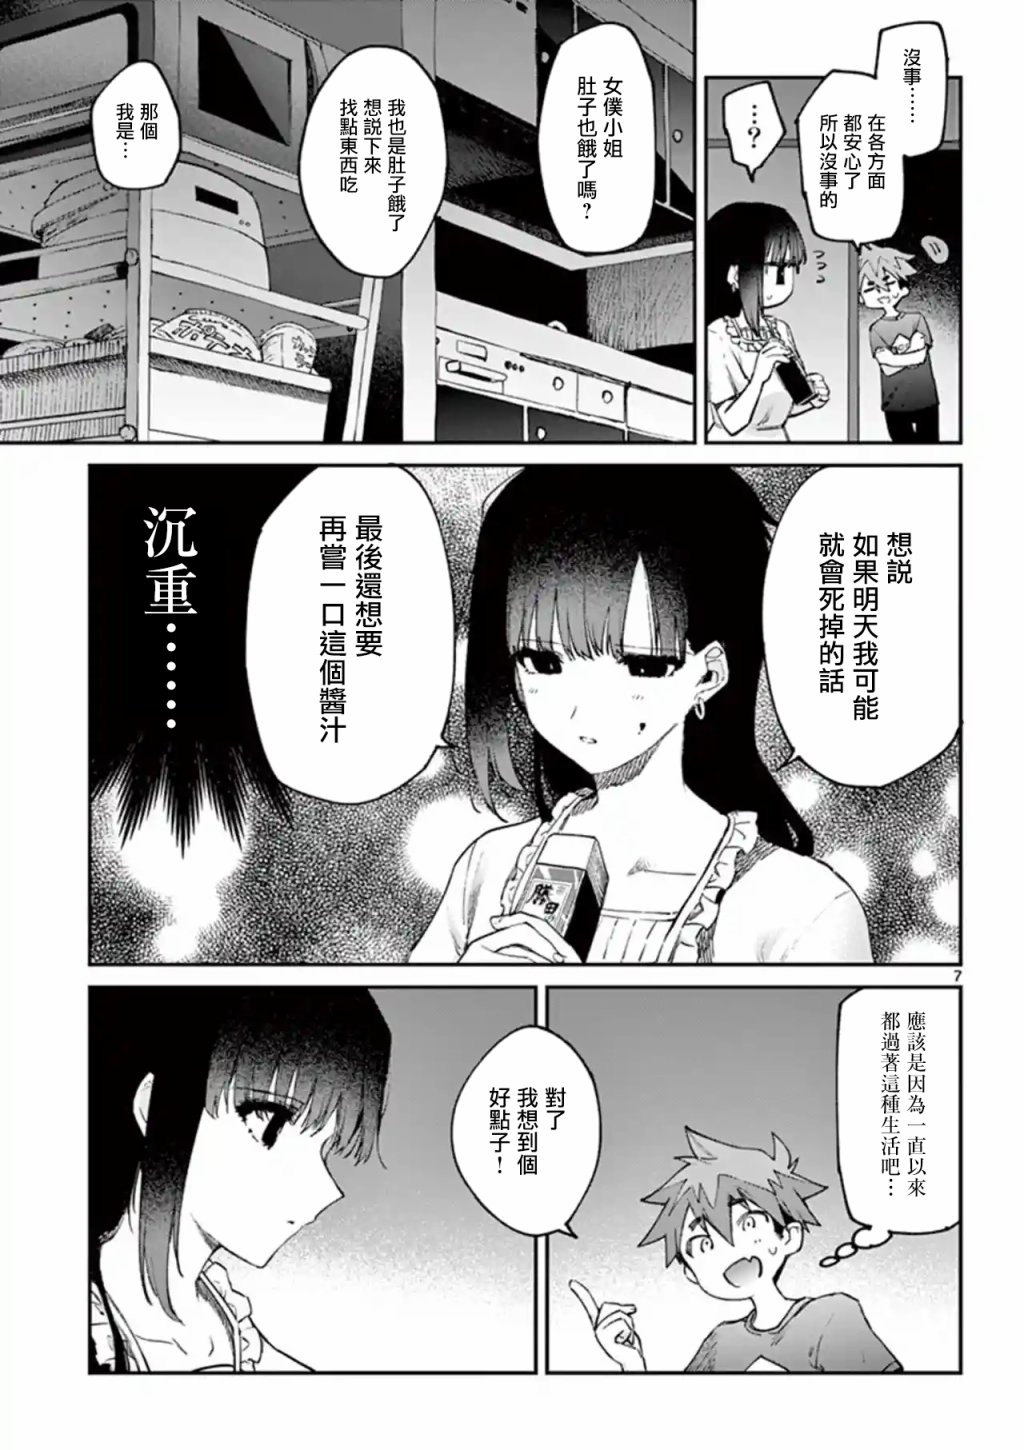 沒事……
在各方面
都安心了
所以沒事的
…?
女僕小姐
肚子也餓了嗎？
我也是肚子餓了
想說下來
找點東西吃
那個
我是…
想說
如果明天我可能
就會死掉的話
最後還想要
再嘗一口這個醬汁
沉重……
7
應該是因為一直以來
都過著這種生活吧…
對了
我想到個
好點子！